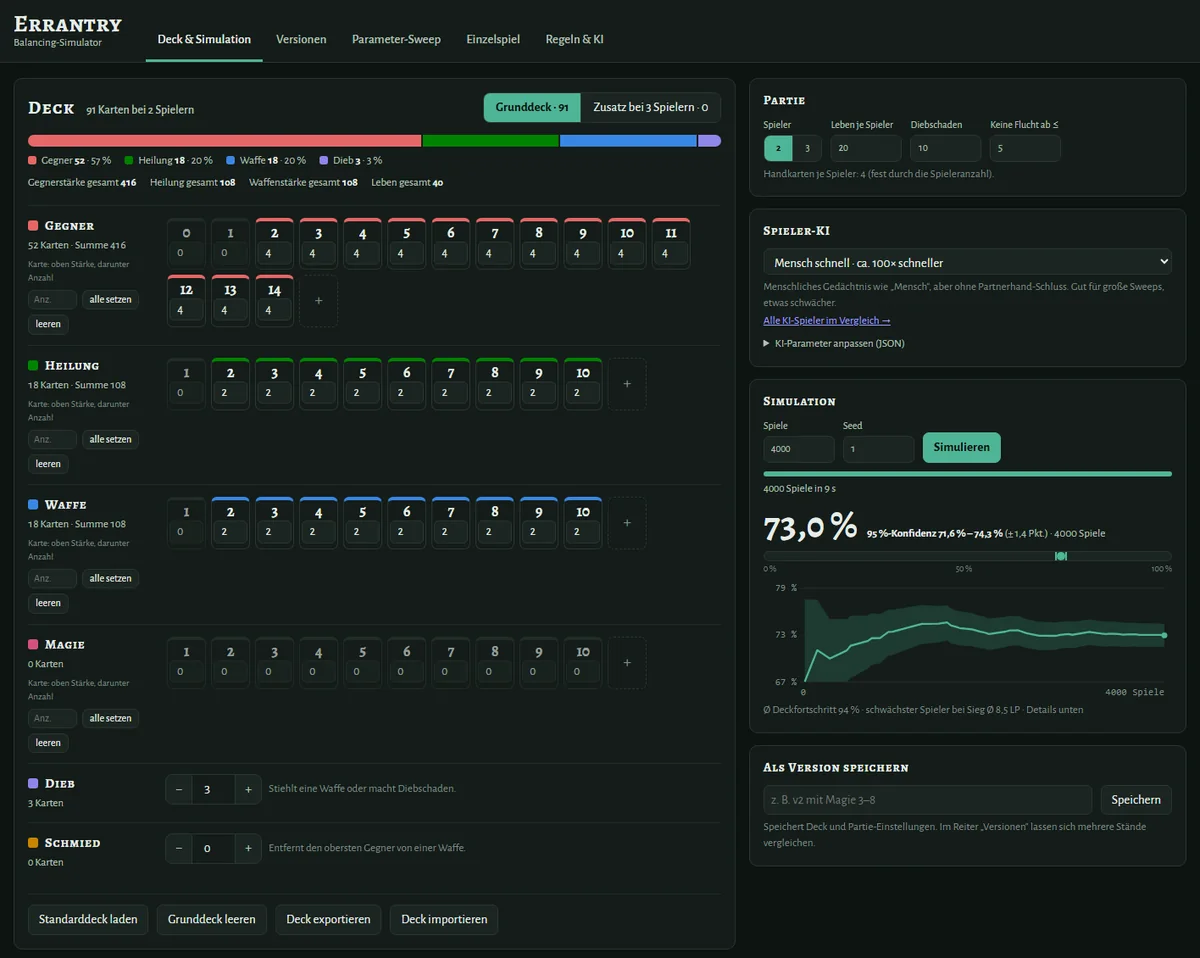 Errantry
Balancing-Simulator
Deck & Simulation
Versionen
Parameter-Sweep
Einzelspiel
Regeln & KI
Deck
91 Karten bei 2 Spielern
Grunddeck · 91
Zusatz bei 3 Spielern · 0
Gegner 52 · 57 %
Heilung 18 · 20 %
Waffe 18 · 20 %
Dieb 3 · 3 %
Gegnerstärke gesamt 416
Heilung gesamt 108
Waffenstärke gesamt 108
Leben gesamt 40
Gegner
52 Karten · Summe 416
Karte: oben Stärke, darunter
Anzahl
Anz.
alle setzen
leeren
0 1 2 3 4 5 6 7 8 9 10 11
0 0 4 4 4 4 4 4 4 4 4 4
12 13 14
4 4 4 +
Heilung
18 Karten · Summe 108
Karte: oben Stärke, darunter
Anzahl
Anz.
alle setzen
leeren
1 2 3 4 5 6 7 8 9 10
0 2 2 2 2 2 2 2 2 2 +
Waffe
18 Karten · Summe 108
Karte: oben Stärke, darunter
Anzahl
Anz.
alle setzen
leeren
1 2 3 4 5 6 7 8 9 10
0 2 2 2 2 2 2 2 2 2 +
Magie
0 Karten
Karte: oben Stärke, darunter
Anzahl
Anz.
alle setzen
leeren
1 2 3 4 5 6 7 8 9 10
0 0 0 0 0 0 0 0 0 0 +
Dieb
3 Karten
− 3 +
Stiehlt eine Waffe oder macht Diebschaden.
Schmied
0 Karten
− 0 +
Entfernt den obersten Gegner von einer Waffe.
Standarddeck laden
Grunddeck leeren
Deck exportieren
Deck importieren
Partie
Spieler
Leben je Spieler
Diebschaden
Keine Flucht ab ≤
2 3
20
10
5
Handkarten je Spieler: 4 (fest durch die Spieleranzahl).
Spieler-KI
Mensch schnell · ca. 100× schneller
Menschliches Gedächtnis wie „Mensch“, aber ohne Partnerhand-Schluss. Gut für große Sweeps,
etwas schwächer.
Alle KI-Spieler im Vergleich →
▶ KI-Parameter anpassen (JSON)
Simulation
Spiele
Seed
4000
1
Simulieren
4000 Spiele in 9 s
73,0 %
95 %-Konfidenz 71,6 % – 74,3 % (±1,4 Pkt.) · 4000 Spiele
0 %
50 %
100 %
79 %
73 %
67 %
0
4000 Spiele
Ø Deckfortschritt 94 % · schwächster Spieler bei Sieg Ø 8,5 LP · Details unten
Als Version speichern
z. B. v2 mit Magie 3–8
Speichern
Speichert Deck und Partie-Einstellungen. Im Reiter „Versionen“ lassen sich mehrere Stände
vergleichen.